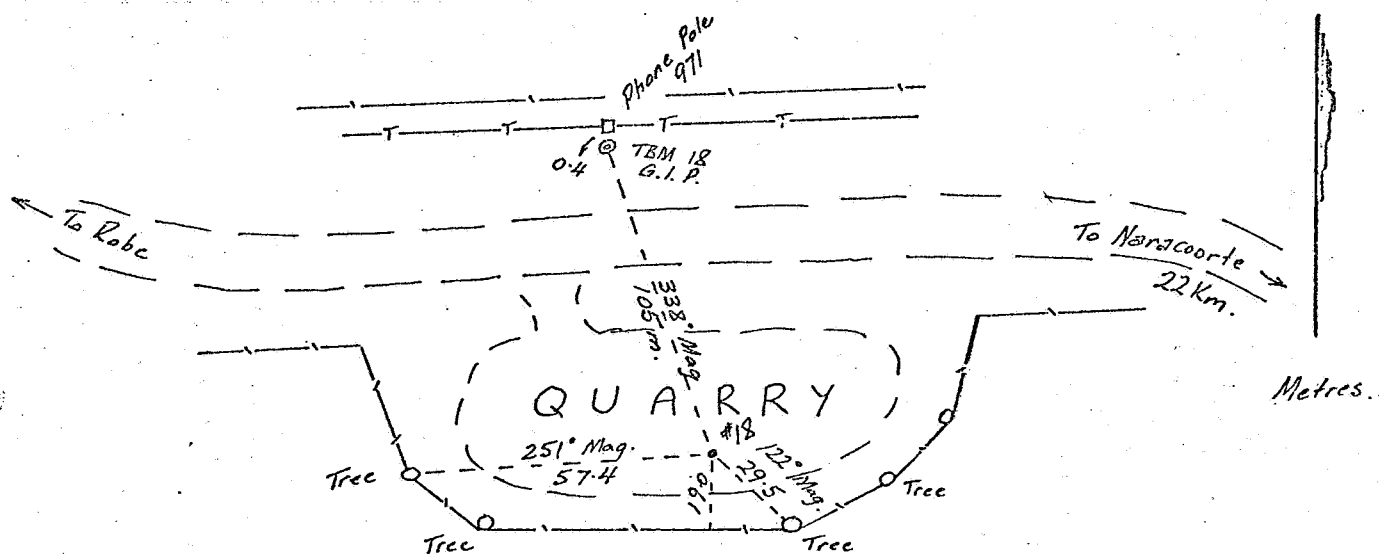 Phone Pole
971
T
T
T
T
0.4
TBM 18
G.I.P.
To Robe
To Naracoorte
22 Km.
338° Mag
105 m.
Metres.
QUARRY
#18
251° Mag.
57.4
122° Mag.
29.5
19.0
Tree
Tree
Tree
Tree